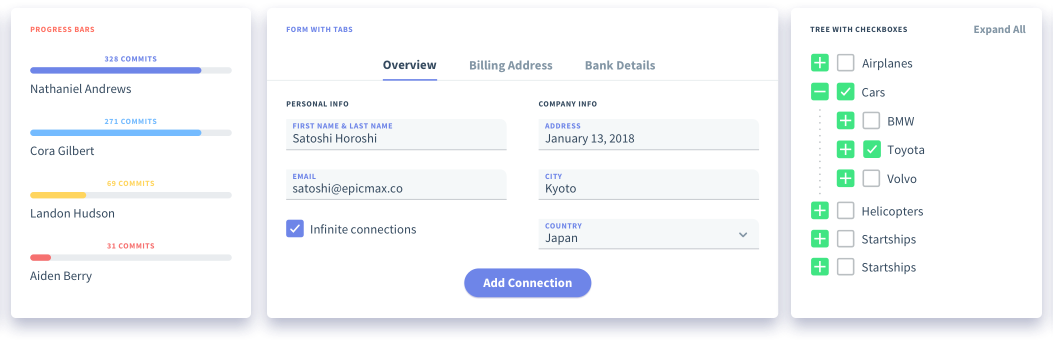 PROGRESS BARS
328 COMMITS
Nathaniel Andrews
271 COMMITS
Cora Gilbert
69 COMMITS
Landon Hudson
31 COMMITS
Aiden Berry
FORM WITH TABS
Overview Billing Address Bank Details
PERSONAL INFO
FIRST NAME & LAST NAME
Satoshi Horoshi
EMAIL
satoshi@epicmax.co
Infinite connections
COMPANY INFO
ADDRESS
January 13, 2018
CITY
Kyoto
COUNTRY
Japan
Add Connection
TREE WITH CHECKBOXES Expand All
Airplanes
Cars
BMW
Toyota
Volvo
Helicopters
Startships
Startships